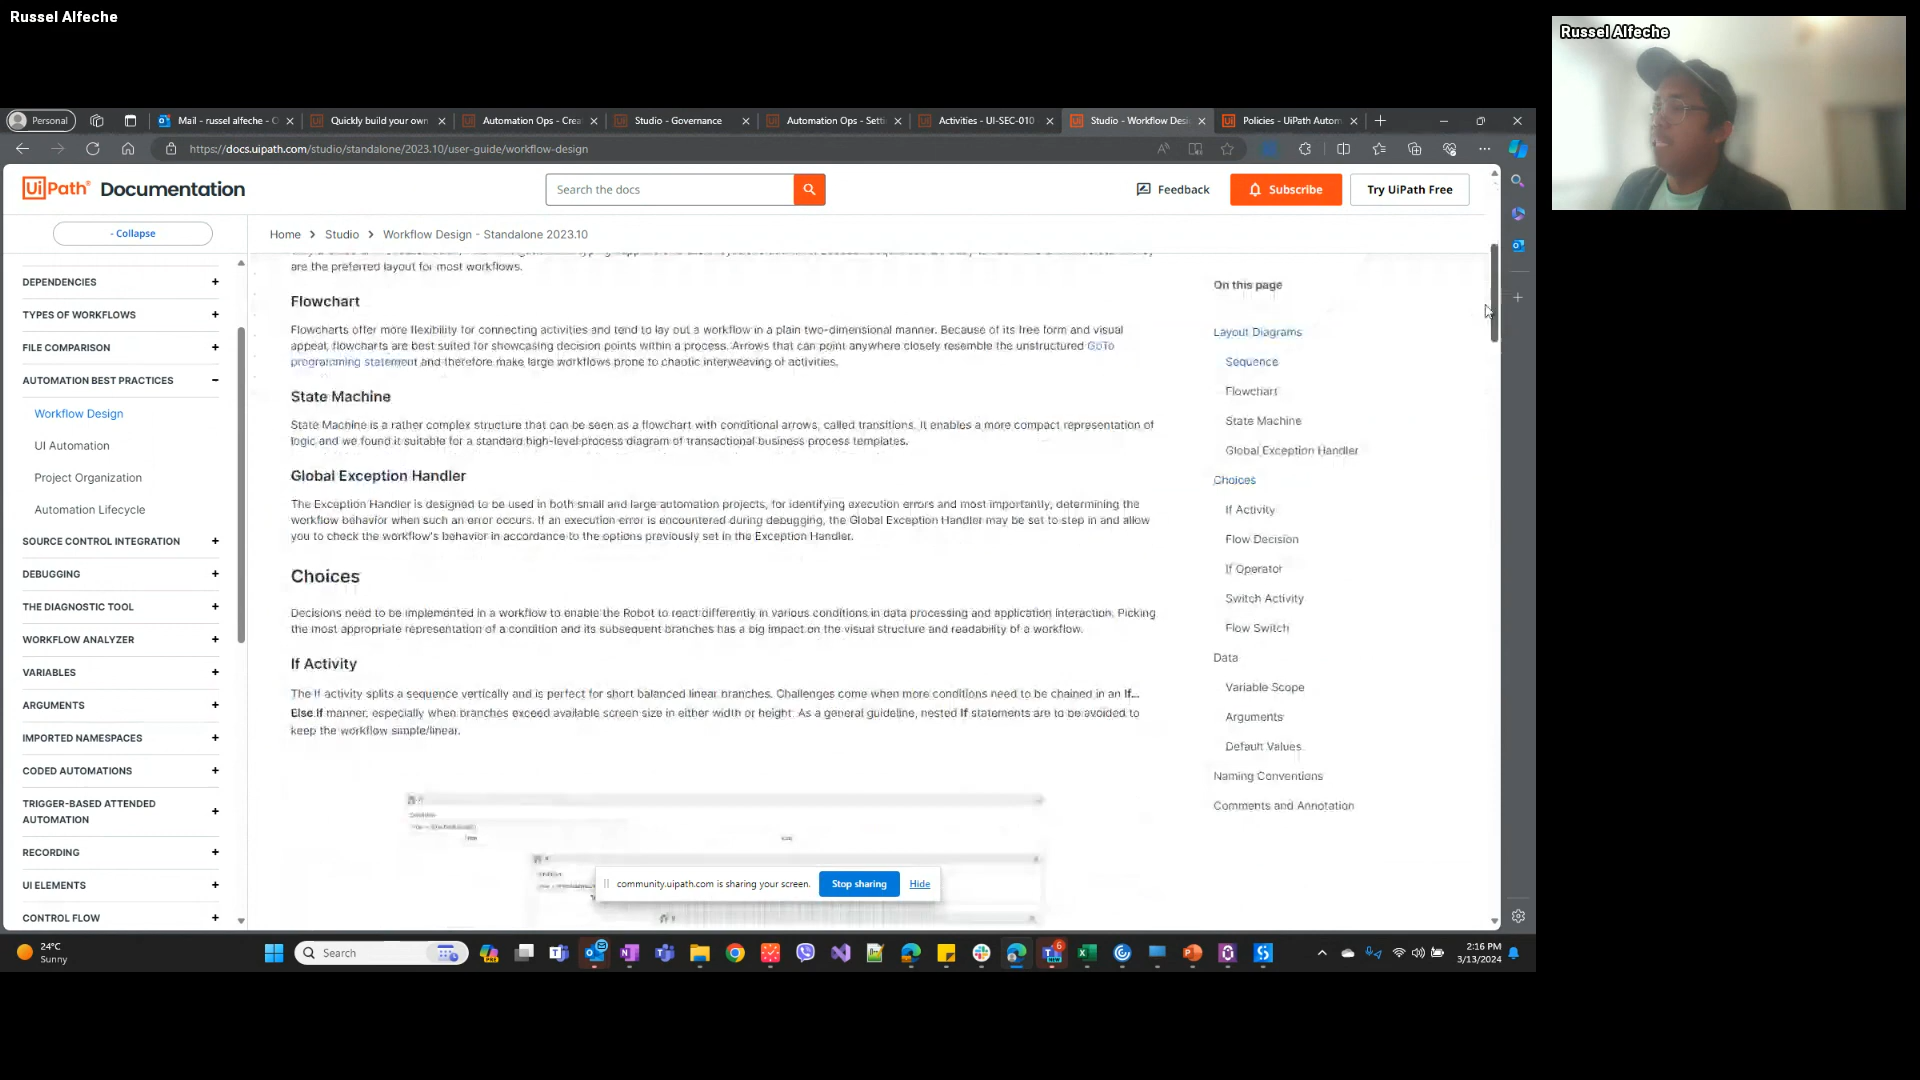 Russel Alfeche
Russel Alfeche
Personal
Mail - russel alfeche - O
Quickly build your own
Automation Ops - Crea
Studio - Governance
Automation Ops - Setti
Activities - UI-SEC-010
Studio - Workflow Desi
Policies - UiPath Autom
https://docs.uipath.com/studio/standalone/2023.10/user-guide/workflow-design
UiPath Documentation
Search the docs
Feedback
Subscribe
Try UiPath Free
- Collapse
Home > Studio > Workflow Design - Standalone 2023.10
DEPENDENCIES +
TYPES OF WORKFLOWS +
FILE COMPARISON +
AUTOMATION BEST PRACTICES −
Workflow Design
UI Automation
Project Organization
Automation Lifecycle
SOURCE CONTROL INTEGRATION +
DEBUGGING +
THE DIAGNOSTIC TOOL +
WORKFLOW ANALYZER +
VARIABLES +
ARGUMENTS +
IMPORTED NAMESPACES +
CODED AUTOMATIONS +
TRIGGER-BASED ATTENDED
AUTOMATION +
RECORDING +
UI ELEMENTS +
CONTROL FLOW +
are the preferred layout for most workflows.
Flowchart
Flowcharts offer more flexibility for connecting activities and tend to lay out a workflow in a plain two-dimensional manner. Because of its free form and visual
appeal, flowcharts are best suited for showcasing decision points within a process. Arrows that can point anywhere closely resemble the unstructured GoTo
programing statement and therefore make large workflows prone to chaotic interweaving of activities.
State Machine
State Machine is a rather complex structure that can be seen as a flowchart with conditional arrows, called transitions. It enables a more compact representation of
logic and we found it suitable for a standard high-level process diagram of transactional business process templates.
Global Exception Handler
The Exception Handler is designed to be used in both small and large automation projects, for identifying execution errors and most importantly, determining the
workflow behavior when such an error occurs. If an execution error is encountered during debugging, the Global Exception Handler may be set to step in and allow
you to check the workflow's behavior in accordance to the options previously set in the Exception Handler.
Choices
Decisions need to be implemented in a workflow to enable the Robot to react differently in various conditions in data processing and application interaction. Picking
the most appropriate representation of a condition and its subsequent branches has a big impact on the visual structure and readability of a workflow.
If Activity
The If activity splits a sequence vertically and is perfect for short balanced linear branches. Challenges come when more conditions need to be chained in an If...
Else If manner, especially when branches exceed available screen size in either width or height. As a general guideline, nested If statements are to be avoided to
keep the workflow simple/linear.
On this page
Layout Diagrams
Sequence
Flowchart
State Machine
Global Exception Handler
Choices
If Activity
Flow Decision
If Operator
Switch Activity
Flow Switch
Data
Variable Scope
Arguments
Default Values
Naming Conventions
Comments and Annotation
community.uipath.com is sharing your screen.
Stop sharing
Hide
24°C
Sunny
Search
2:16 PM
3/13/2024